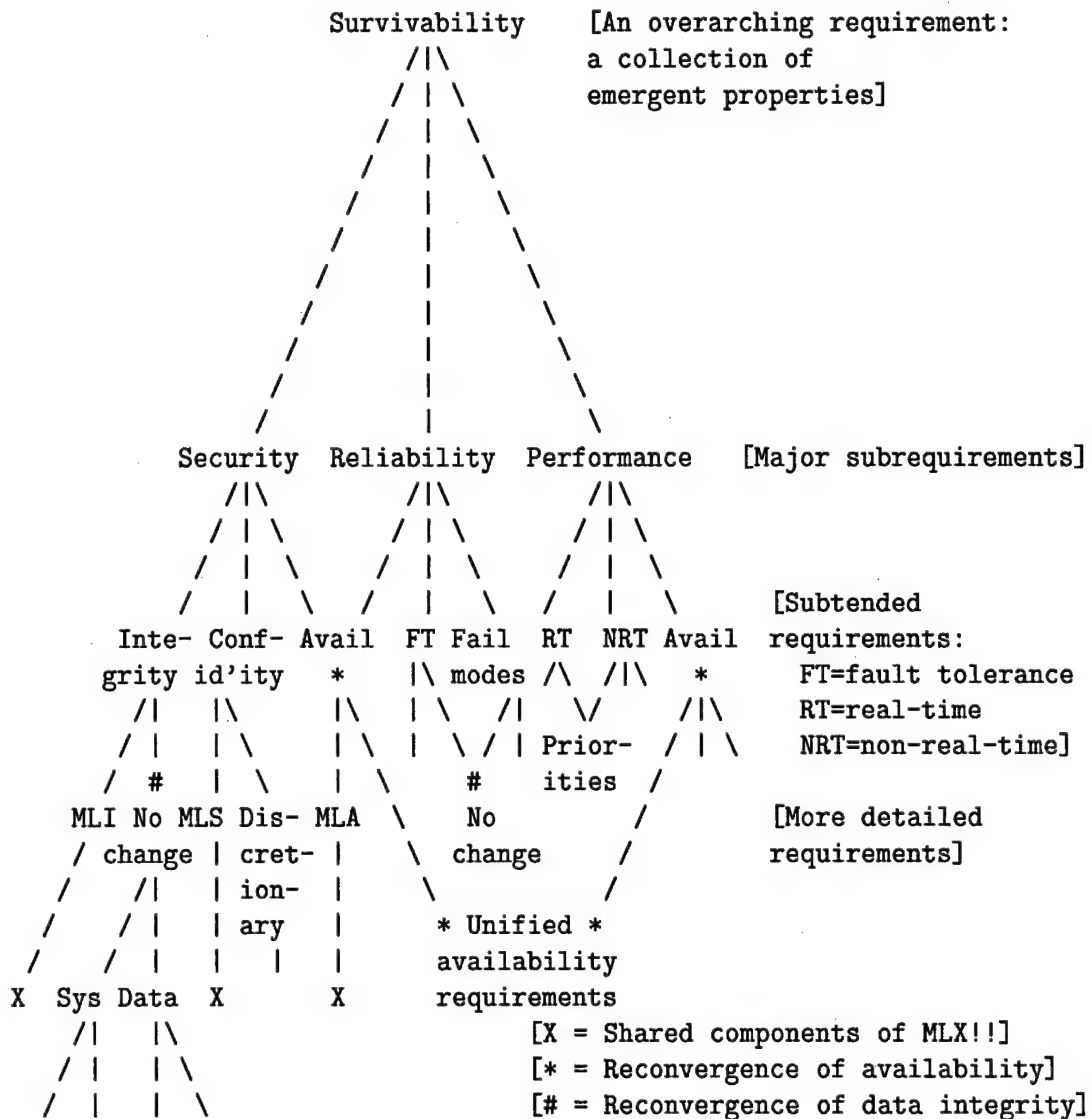 Survivability [An overarching requirement:
/|\ a collection of
/ | \ emergent properties]
Security Reliability Performance [Major subrequirements]
[Subtended
Inte- Conf- Avail FT Fail RT NRT Avail requirements:
grity id'ity * |\ modes /\ /|\ * FT=fault tolerance
/| |\ |\ | \ /| \/ /|\ RT=real-time
/ | | \ | \ | \ / | Prior- / | \ NRT=non-real-time]
/ # | \ | \ # ities /
MLI No MLS Dis- MLA \ No / [More detailed
/ change | cret- | \ change / requirements]
/ /| | ion- | \ /
/ / | | ary | * Unified *
/ / | | | | availability
X Sys Data X X requirements
/| |\ [X = Shared components of MLX!!]
/ | | \ [* = Reconvergence of availability]
/ | | \ [# = Reconvergence of data integrity]